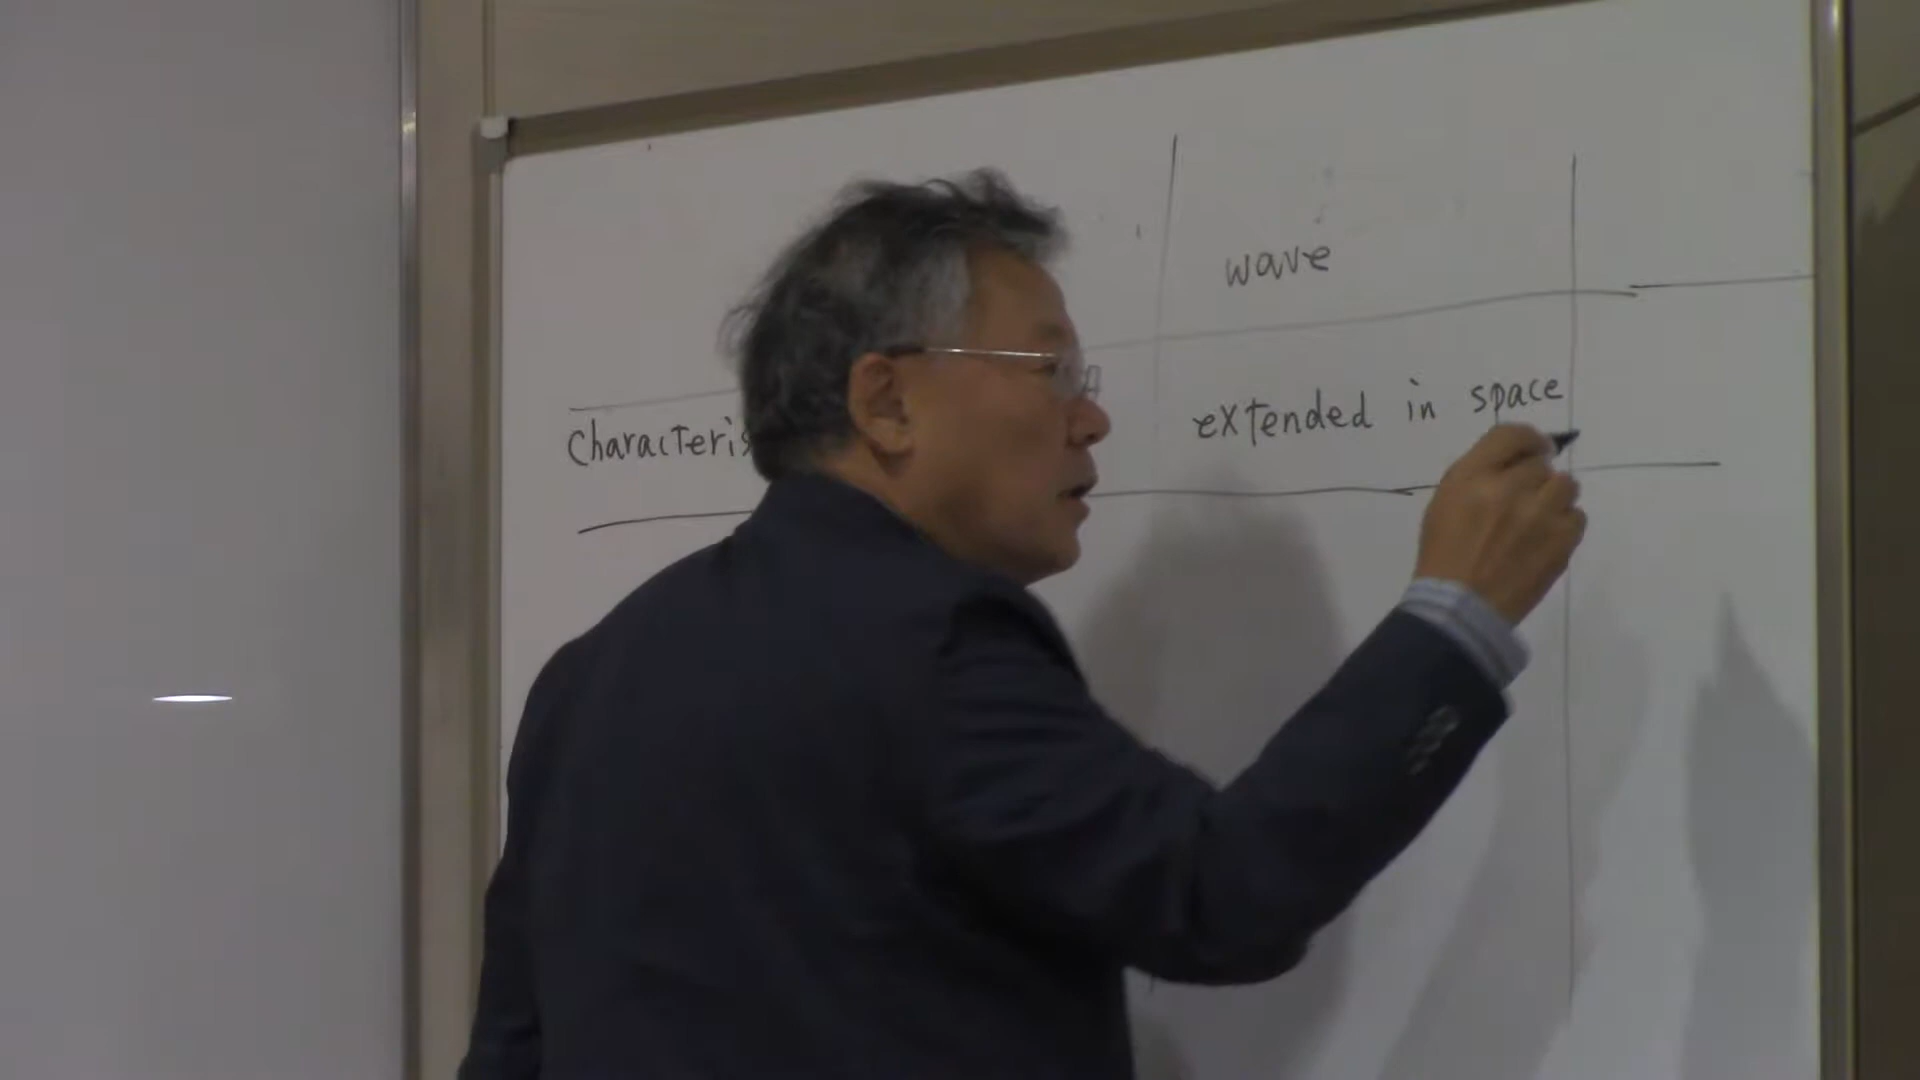 wave
Characteris
extended in space